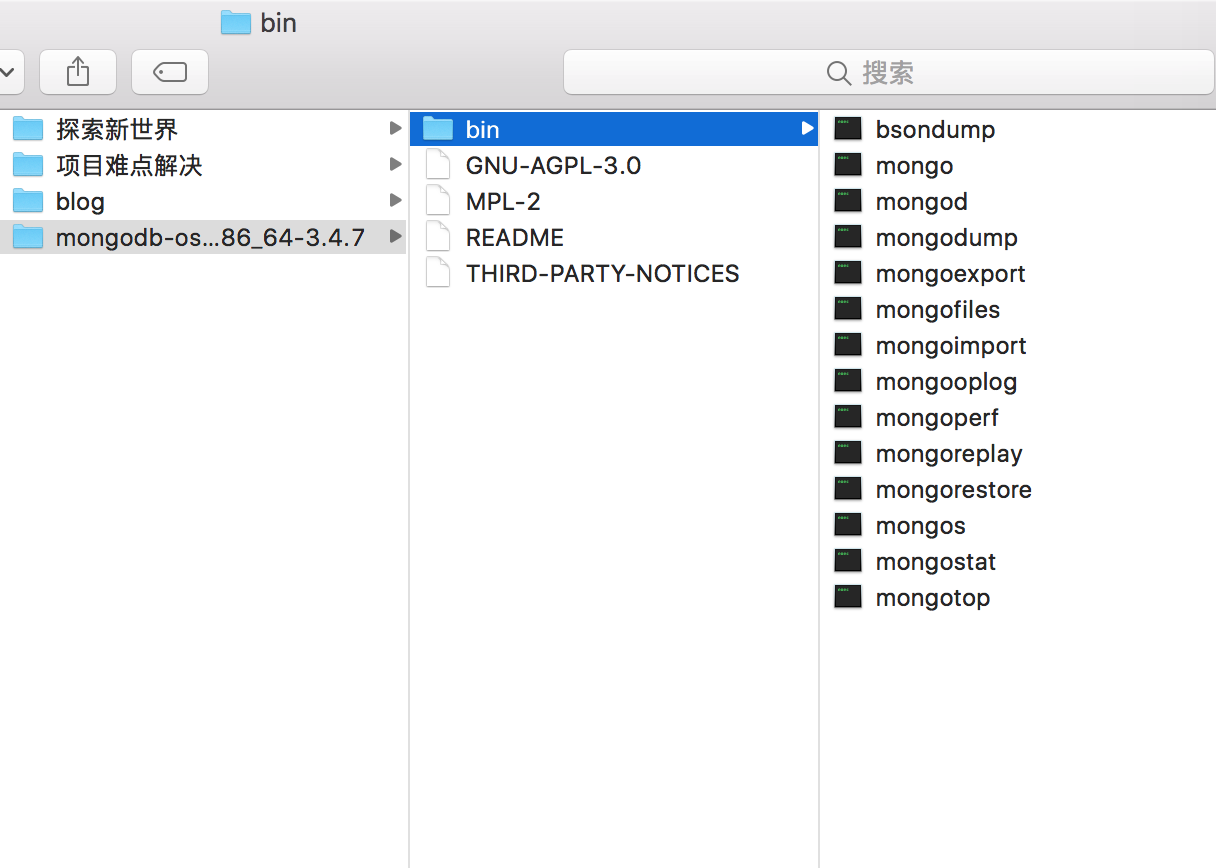 bin
搜索
探索新世界
项目难点解决
blog
mongodb-os...86_64-3.4.7
bin
GNU-AGPL-3.0
MPL-2
README
THIRD-PARTY-NOTICES
bsondump
mongo
mongod
mongodump
mongoexport
mongofiles
mongoimport
mongooplog
mongoperf
mongoreplay
mongorestore
mongos
mongostat
mongotop